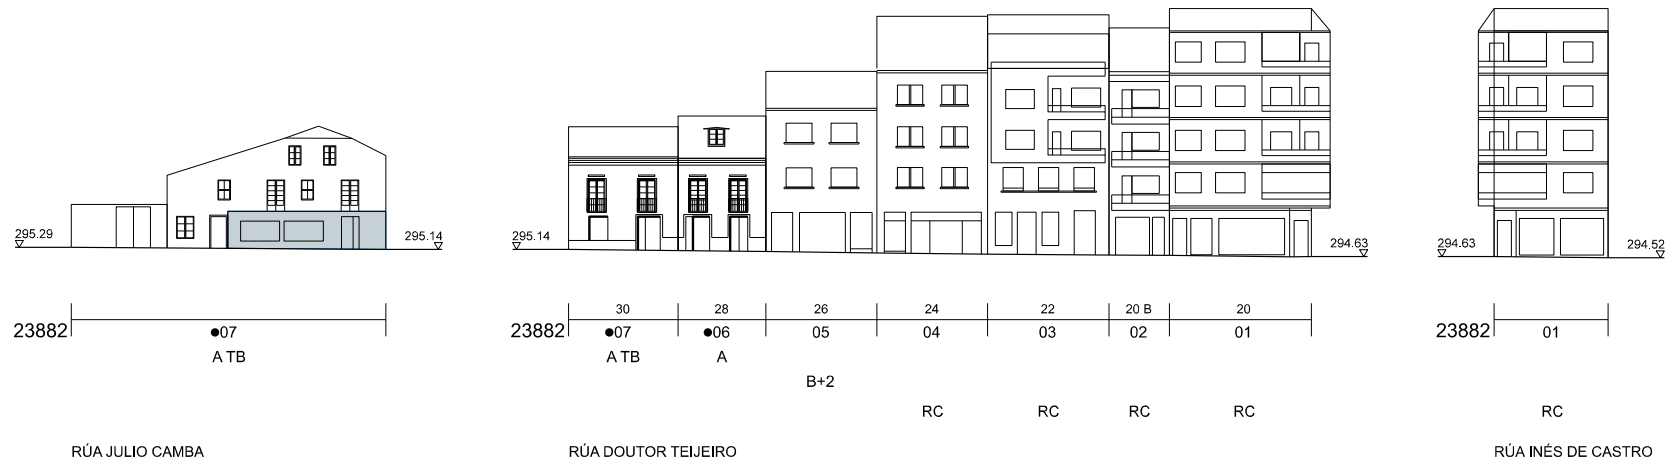 295.29 295.14 295.14 294.63 294.63 294.52
30 28 26 24 22 20 B 20
23882 ●07 23882 ●07 ●06 05 04 03 02 01 23882 01
A TB A TB A
B+2
RC RC RC RC RC
RÚA JULIO CAMBA RÚA DOUTOR TEIJEIRO RÚA INÉS DE CASTRO